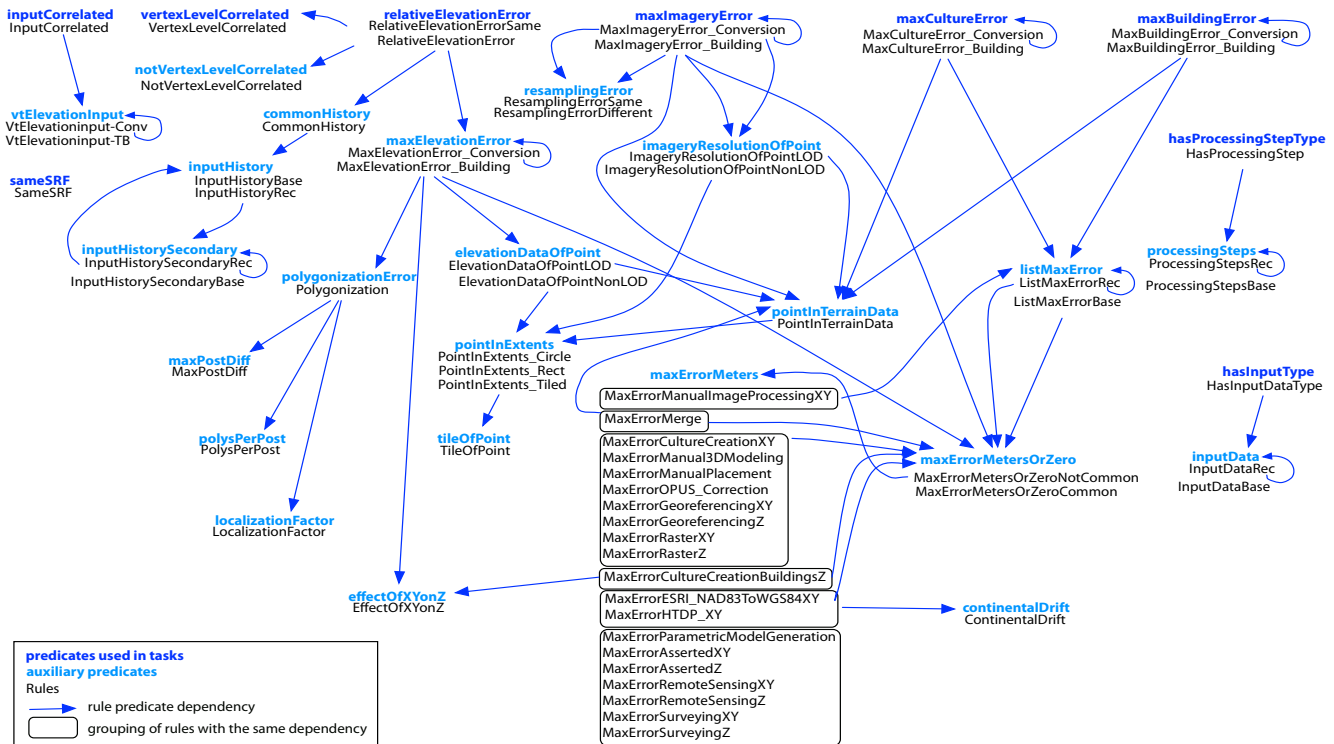 inputCorrelated
InputCorrelated
vertexLevelCorrelated
VertexLevelCorrelated
relativeElevationError
RelativeElevationErrorSame
RelativeElevationError
maxImageryError
MaxImageryError_Conversion
MaxImageryError_Building
maxCultureError
MaxCultureError_Conversion
MaxCultureError_Building
maxBuildingError
MaxBuildingError_Conversion
MaxBuildingError_Building
notVertexLevelCorrelated
NotVertexLevelCorrelated
resamplingError
ResamplingErrorSame
ResamplingErrorDifferent
vtElevationInput
VtElevationinput-Conv
VtElevationinput-TB
commonHistory
CommonHistory
maxElevationError
MaxElevationError_Conversion
MaxElevationError_Building
imageryResolutionOfPoint
ImageryResolutionOfPointLOD
ImageryResolutionOfPointNonLOD
hasProcessingStepType
HasProcessingStep
sameSRF
SameSRF
inputHistory
InputHistoryBase
InputHistoryRec
inputHistorySecondary
InputHistorySecondaryRec
InputHistorySecondaryBase
polygonizationError
Polygonization
elevationDataOfPoint
ElevationDataOfPointLOD
ElevationDataOfPointNonLOD
listMaxError
ListMaxErrorRec
ListMaxErrorBase
processingSteps
ProcessingStepsRec
ProcessingStepsBase
pointInTerrainData
PointInTerrainData
maxPostDiff
MaxPostDiff
pointInExtents
PointInExtents_Circle
PointInExtents_Rect
PointInExtents_Tiled
maxErrorMeters
MaxErrorManualImageProcessingXY
MaxErrorMerge
MaxErrorCultureCreationXY
MaxErrorManual3DModeling
MaxErrorManualPlacement
MaxErrorOPUS_Correction
MaxErrorGeoreferencingXY
MaxErrorGeoreferencingZ
MaxErrorRasterXY
MaxErrorRasterZ
MaxErrorCultureCreationBuildingsZ
MaxErrorESRI_NAD83ToWGS84XY
MaxErrorHTDP_XY
MaxErrorParametricModelGeneration
MaxErrorAssertedXY
MaxErrorAssertedZ
MaxErrorRemoteSensingXY
MaxErrorRemoteSensingZ
MaxErrorSurveyingXY
MaxErrorSurveyingZ
hasInputType
HasInputDataType
polysPerPost
PolysPerPost
tileOfPoint
TileOfPoint
maxErrorMetersOrZero
MaxErrorMetersOrZeroNotCommon
MaxErrorMetersOrZeroCommon
inputData
InputDataRec
InputDataBase
localizationFactor
LocalizationFactor
effectOfXYonZ
EffectOfXYonZ
continentalDrift
ContinentalDrift
predicates used in tasks
auxiliary predicates
Rules
rule predicate dependency
grouping of rules with the same dependency